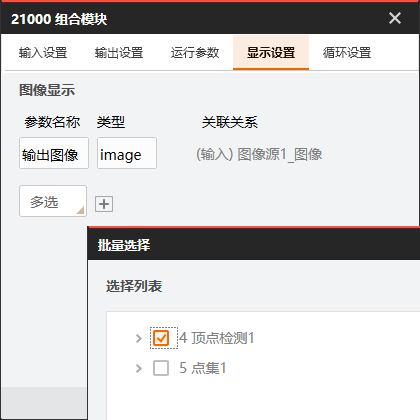 21000 组合模块
输入设置 输出设置 运行参数 显示设置 循环设置
图像显示
参数名称 类型 关联关系
输出图像 image (输入) 图像源1_图像
多选
批量选择
选择列表
4 顶点检测1
5 点集1